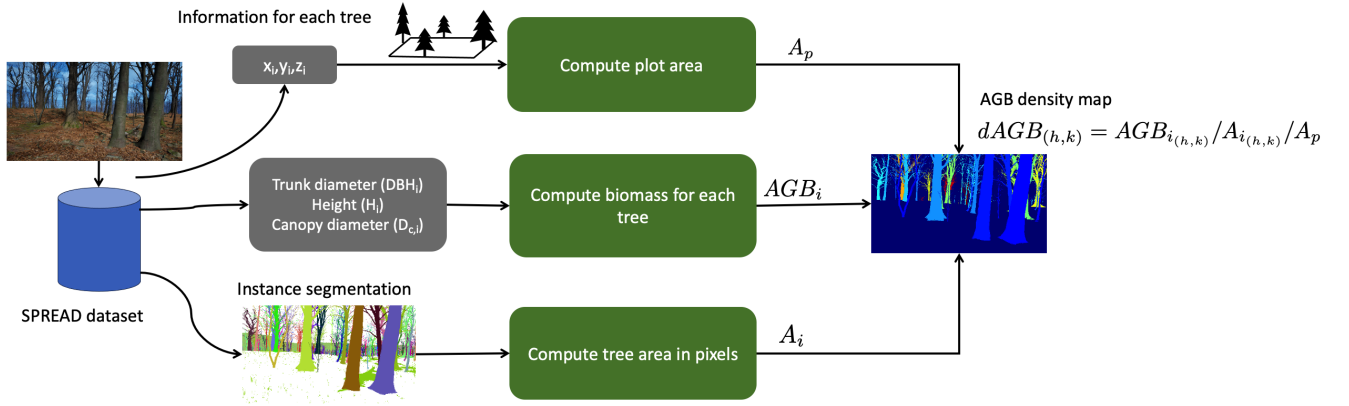 Information for each tree
xi,yi,zi
Compute plot area
Ap
AGB density map
dAGB(h,k) = AGBi(h,k)/Ai(h,k)/Ap
Trunk diameter (DBHi)
Height (Hi)
Canopy diameter (Dc,i)
Compute biomass for each
tree
AGBi
SPREAD dataset
Instance segmentation
Compute tree area in pixels
Ai